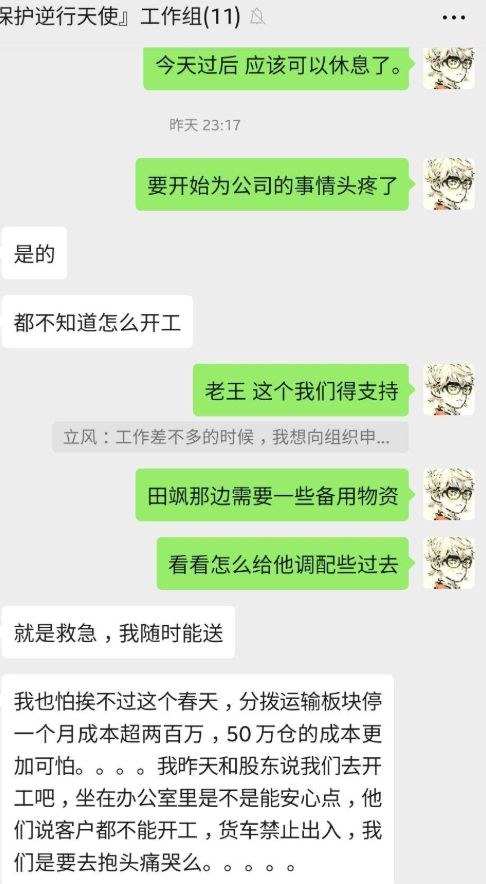 保护逆行天使』工作组(11)
今天过后 应该可以休息了。
昨天 23:17
要开始为公司的事情头疼了
是的
都不知道怎么开工
老王 这个我们得支持
立风：工作差不多的时候，我想向组织申...
田飒那边需要一些备用物资
看看怎么给他调配些过去
就是救急，我随时能送
我也怕挨不过这个春天，分拨运输板块停
一个月成本超两百万，50万仓的成本更
加可怕。。。。我昨天和股东说我们去开
工吧，坐在办公室里是不是能安心点，他
们说客户都不能开工，货车禁止出入，我
们是要去抱头痛哭么。。。。。